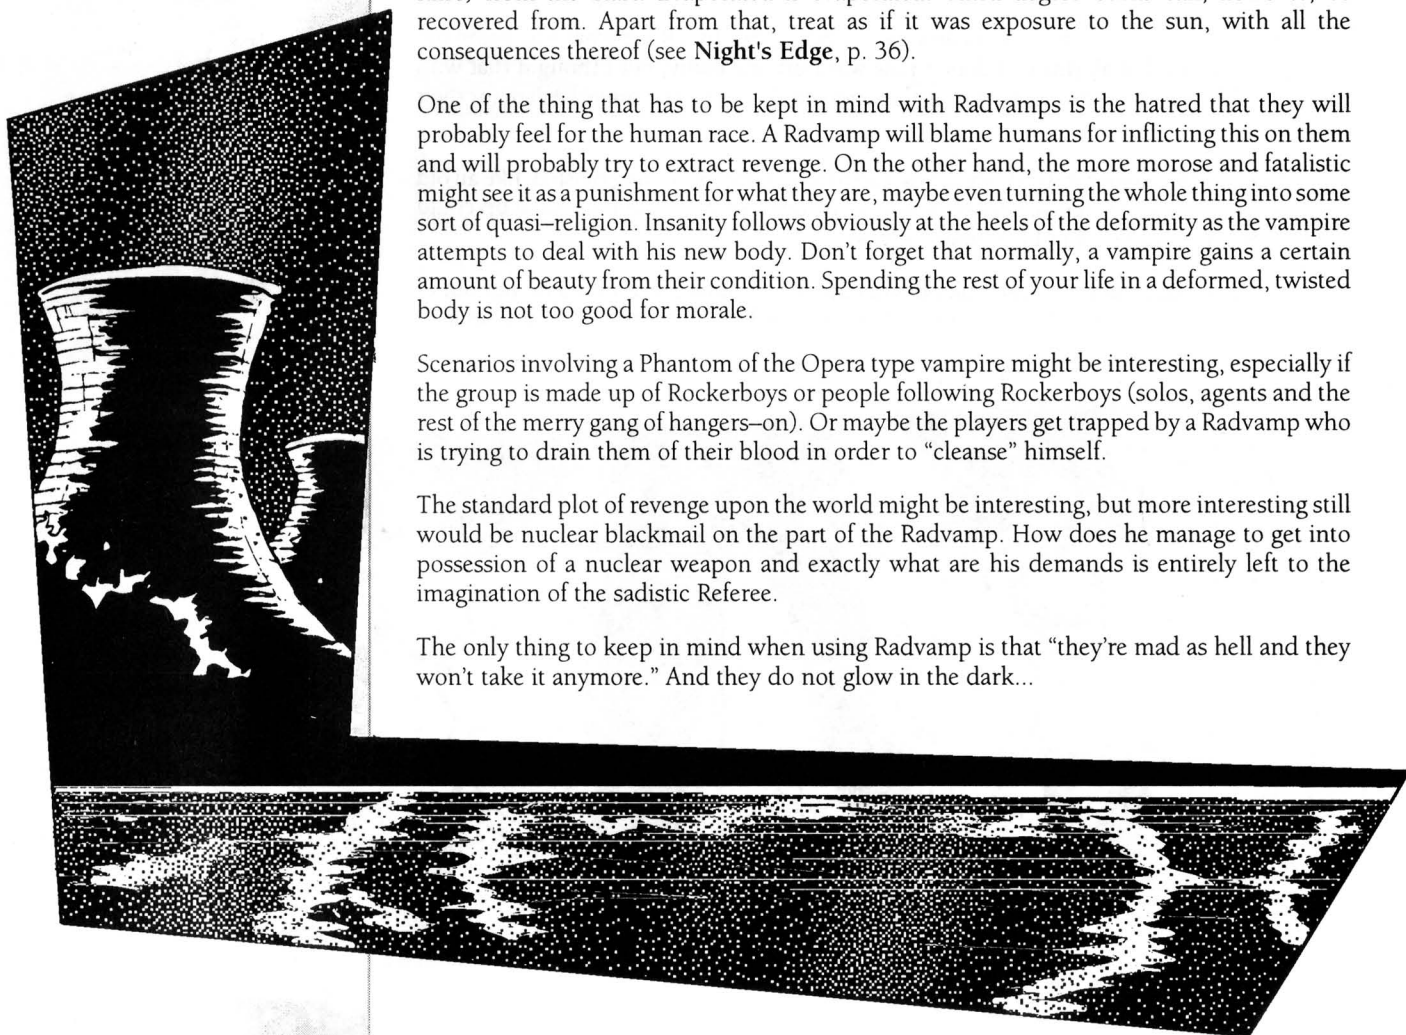 recovered from. Apart from that, treat as if it was exposure to the sun, with all the
consequences thereof (see Night's Edge, p. 36).
One of the thing that has to be kept in mind with Radvamps is the hatred that they will
probably feel for the human race. A Radvamp will blame humans for inflicting this on them
and will probably try to extract revenge. On the other hand, the more morose and fatalistic
might see it as a punishment for what they are, maybe even turning the whole thing into some
sort of quasi–religion. Insanity follows obviously at the heels of the deformity as the vampire
attempts to deal with his new body. Don't forget that normally, a vampire gains a certain
amount of beauty from their condition. Spending the rest of your life in a deformed, twisted
body is not too good for morale.
Scenarios involving a Phantom of the Opera type vampire might be interesting, especially if
the group is made up of Rockerboys or people following Rockerboys (solos, agents and the
rest of the merry gang of hangers–on). Or maybe the players get trapped by a Radvamp who
is trying to drain them of their blood in order to “cleanse” himself.
The standard plot of revenge upon the world might be interesting, but more interesting still
would be nuclear blackmail on the part of the Radvamp. How does he manage to get into
possession of a nuclear weapon and exactly what are his demands is entirely left to the
imagination of the sadistic Referee.
The only thing to keep in mind when using Radvamp is that “they're mad as hell and they
won't take it anymore.” And they do not glow in the dark...